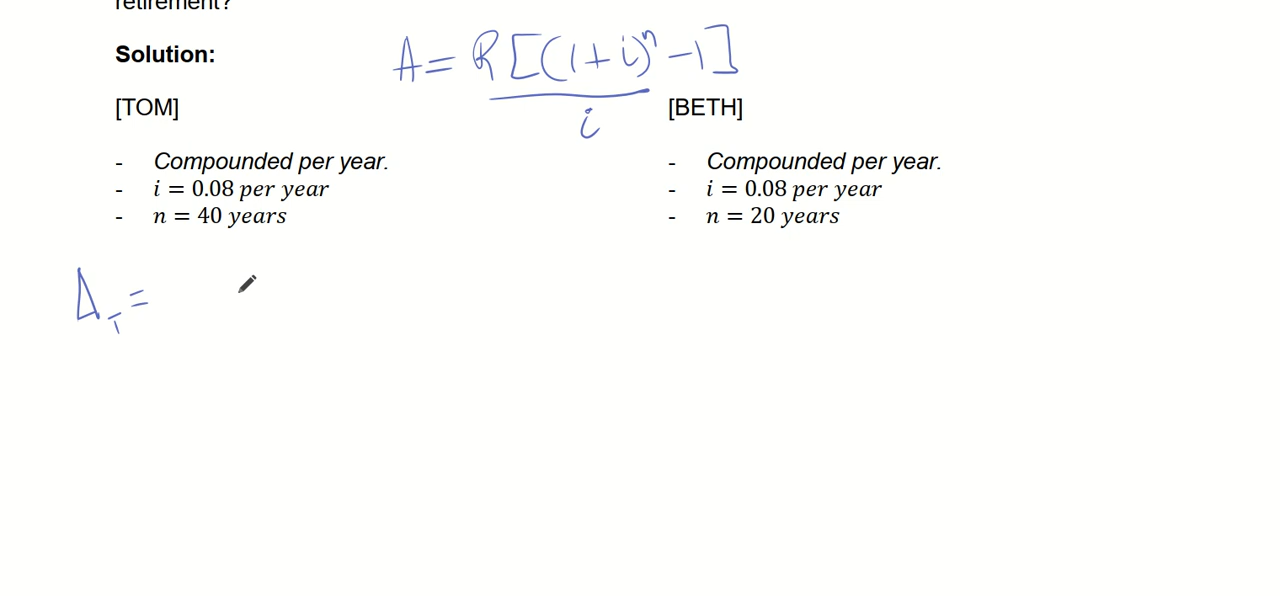 retirement?
Solution:
A = R[(1+i)^n - 1]
i
[TOM]
[BETH]
- Compounded per year.
- i = 0.08 per year
- n = 40 years
- Compounded per year.
- i = 0.08 per year
- n = 20 years
A_T =